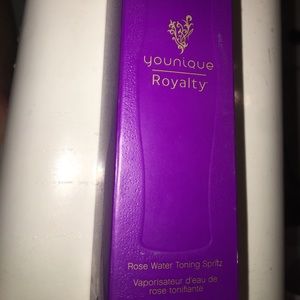 younique
Royalty
Rose Water Toning Spritz
Vaporisateur d'eau de
rose tonifiante